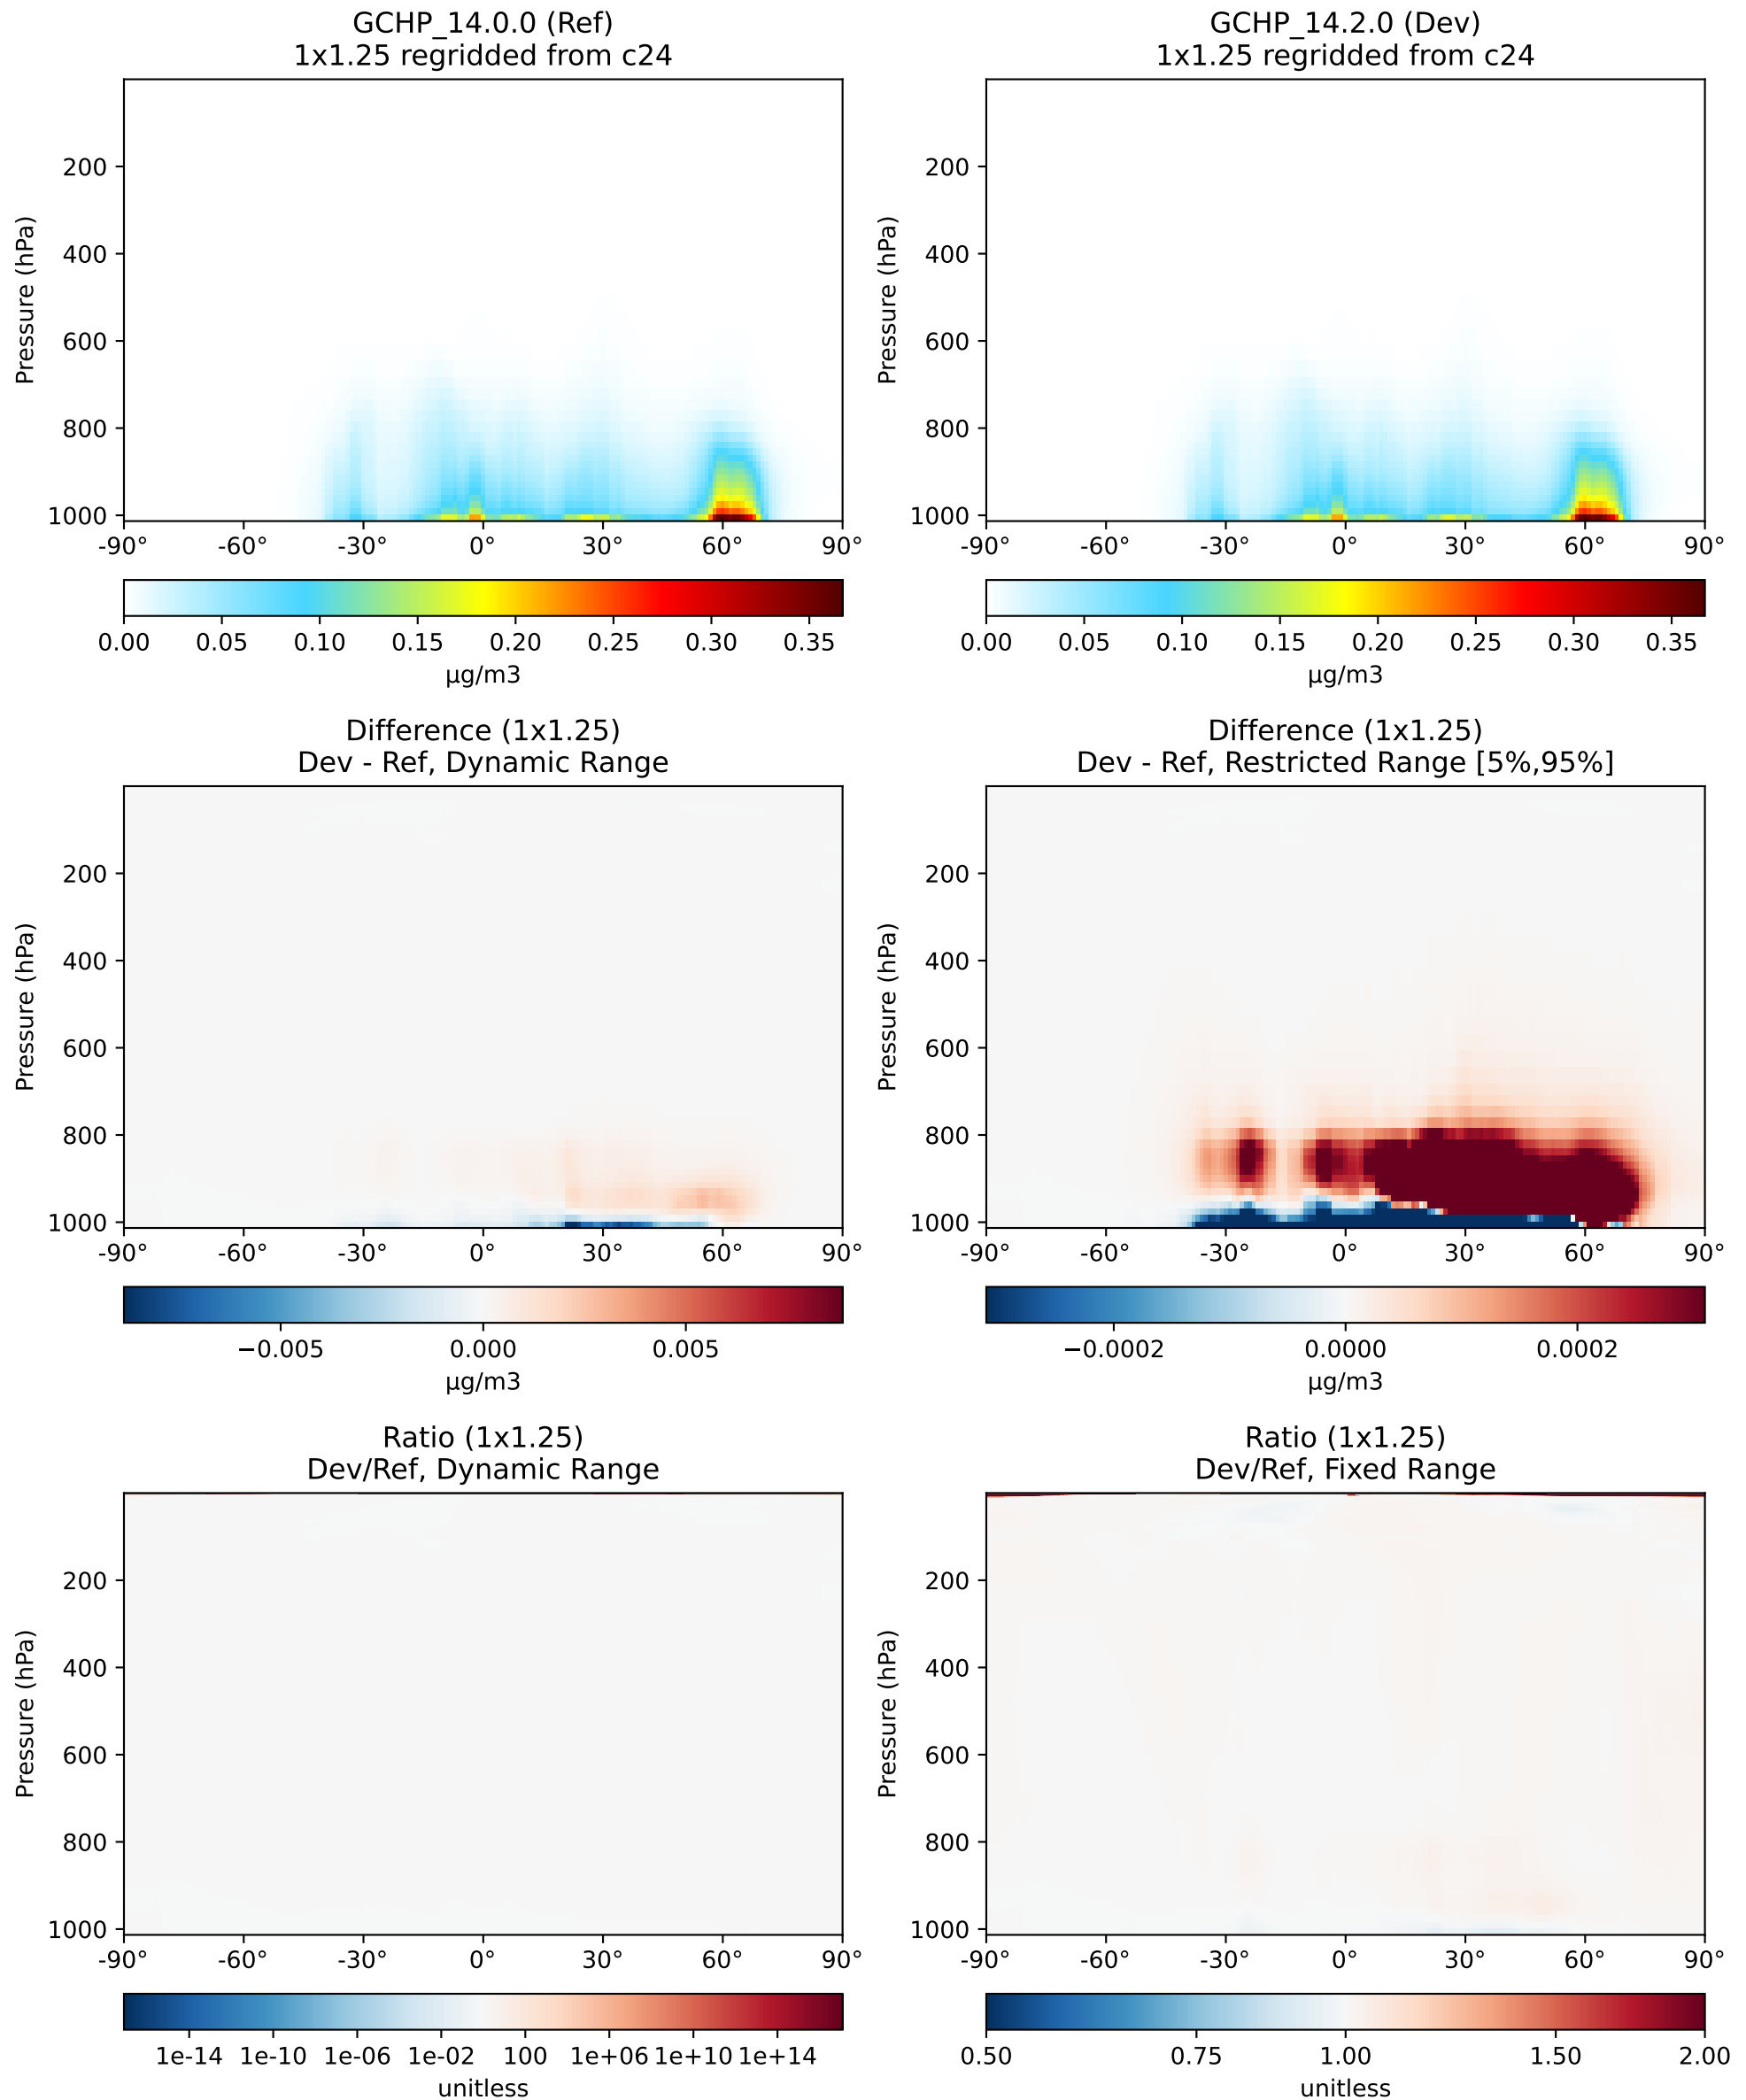 GCHP_14.0.0 (Ref)
1x1.25 regridded from c24
Pressure (hPa)
200
400
600
800
1000
-90° -60° -30° 0° 30° 60° 90°
0.00 0.05 0.10 0.15 0.20 0.25 0.30 0.35
µg/m3
GCHP_14.2.0 (Dev)
1x1.25 regridded from c24
Pressure (hPa)
200
400
600
800
1000
-90° -60° -30° 0° 30° 60° 90°
0.00 0.05 0.10 0.15 0.20 0.25 0.30 0.35
µg/m3
Difference (1x1.25)
Dev - Ref, Dynamic Range
Pressure (hPa)
200
400
600
800
1000
-90° -60° -30° 0° 30° 60° 90°
−0.005 0.000 0.005
µg/m3
Difference (1x1.25)
Dev - Ref, Restricted Range [5%,95%]
Pressure (hPa)
200
400
600
800
1000
-90° -60° -30° 0° 30° 60° 90°
−0.0002 0.0000 0.0002
µg/m3
Ratio (1x1.25)
Dev/Ref, Dynamic Range
Pressure (hPa)
200
400
600
800
1000
-90° -60° -30° 0° 30° 60° 90°
1e-14 1e-10 1e-06 1e-02 100 1e+06 1e+10 1e+14
unitless
Ratio (1x1.25)
Dev/Ref, Fixed Range
Pressure (hPa)
200
400
600
800
1000
-90° -60° -30° 0° 30° 60° 90°
0.50 0.75 1.00 1.50 2.00
unitless